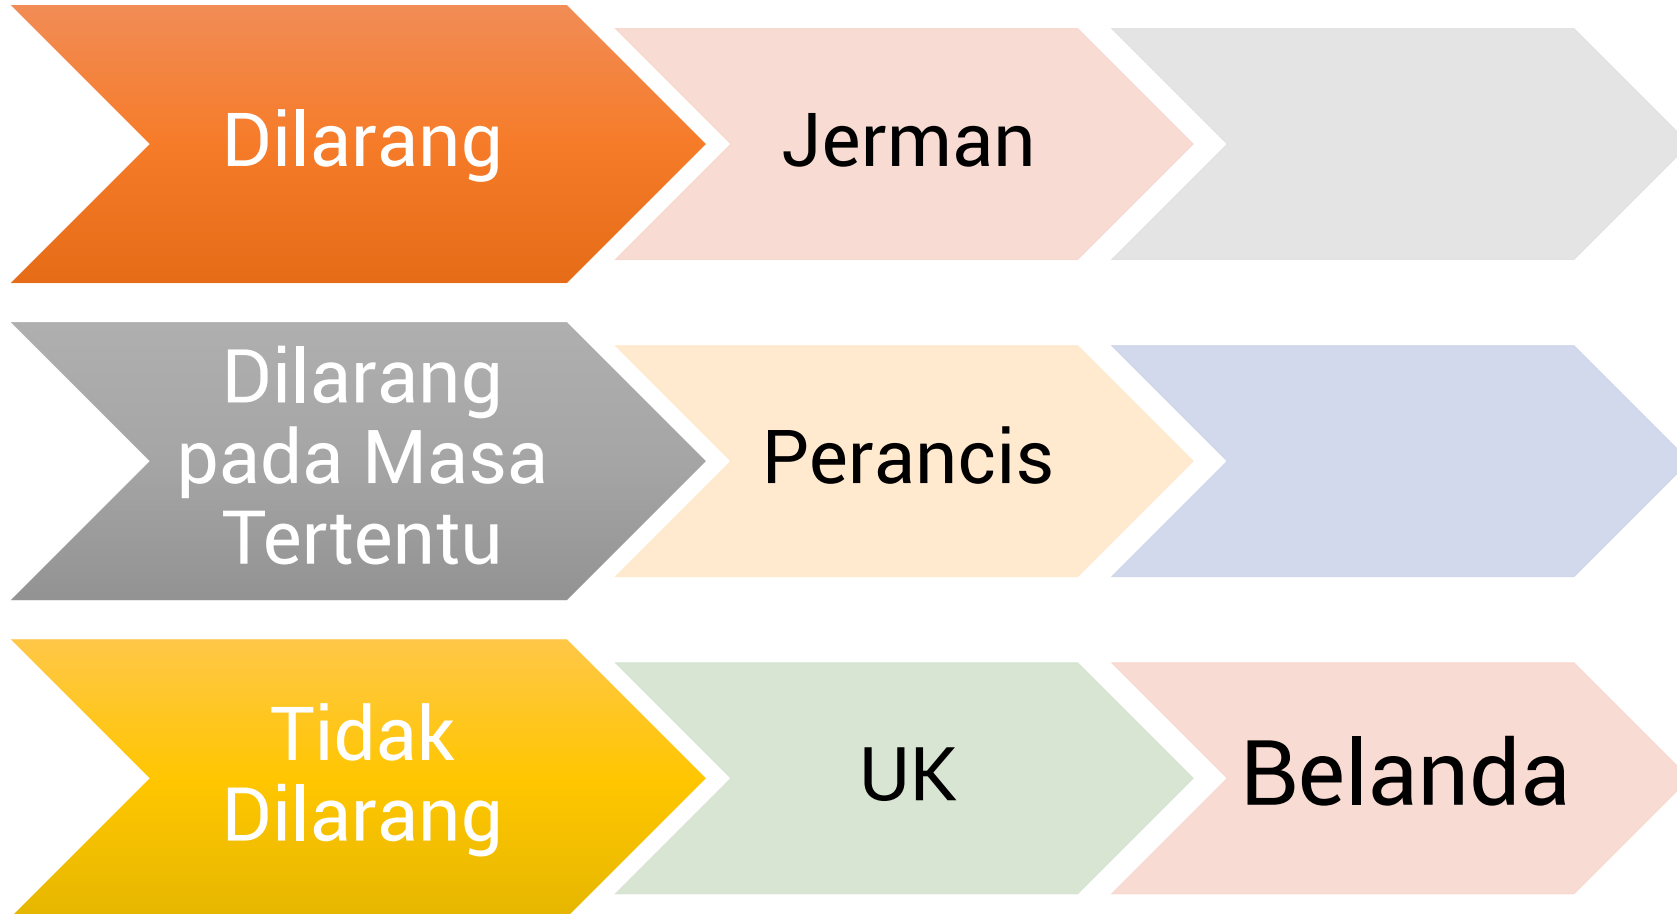 Dilarang
Jerman
Dilarang
pada Masa
Tertentu
Perancis
Tidak
Dilarang
UK
Belanda